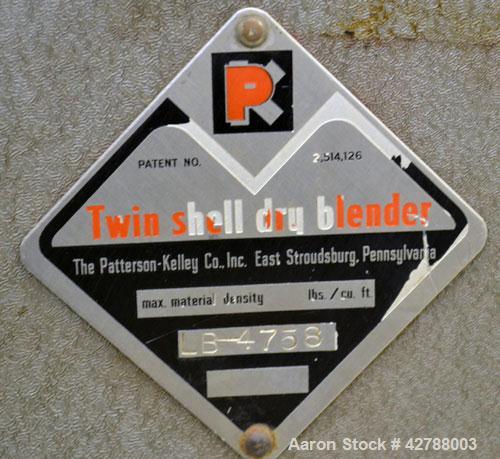 PK
PATENT NO. 2,514,126
Twin shell dry blender
The Patterson-Kelley Co., Inc. East Stroudsburg, Pennsylvania
max. material density lbs./cu. ft.
LB-4758
Aaron Stock # 42788003